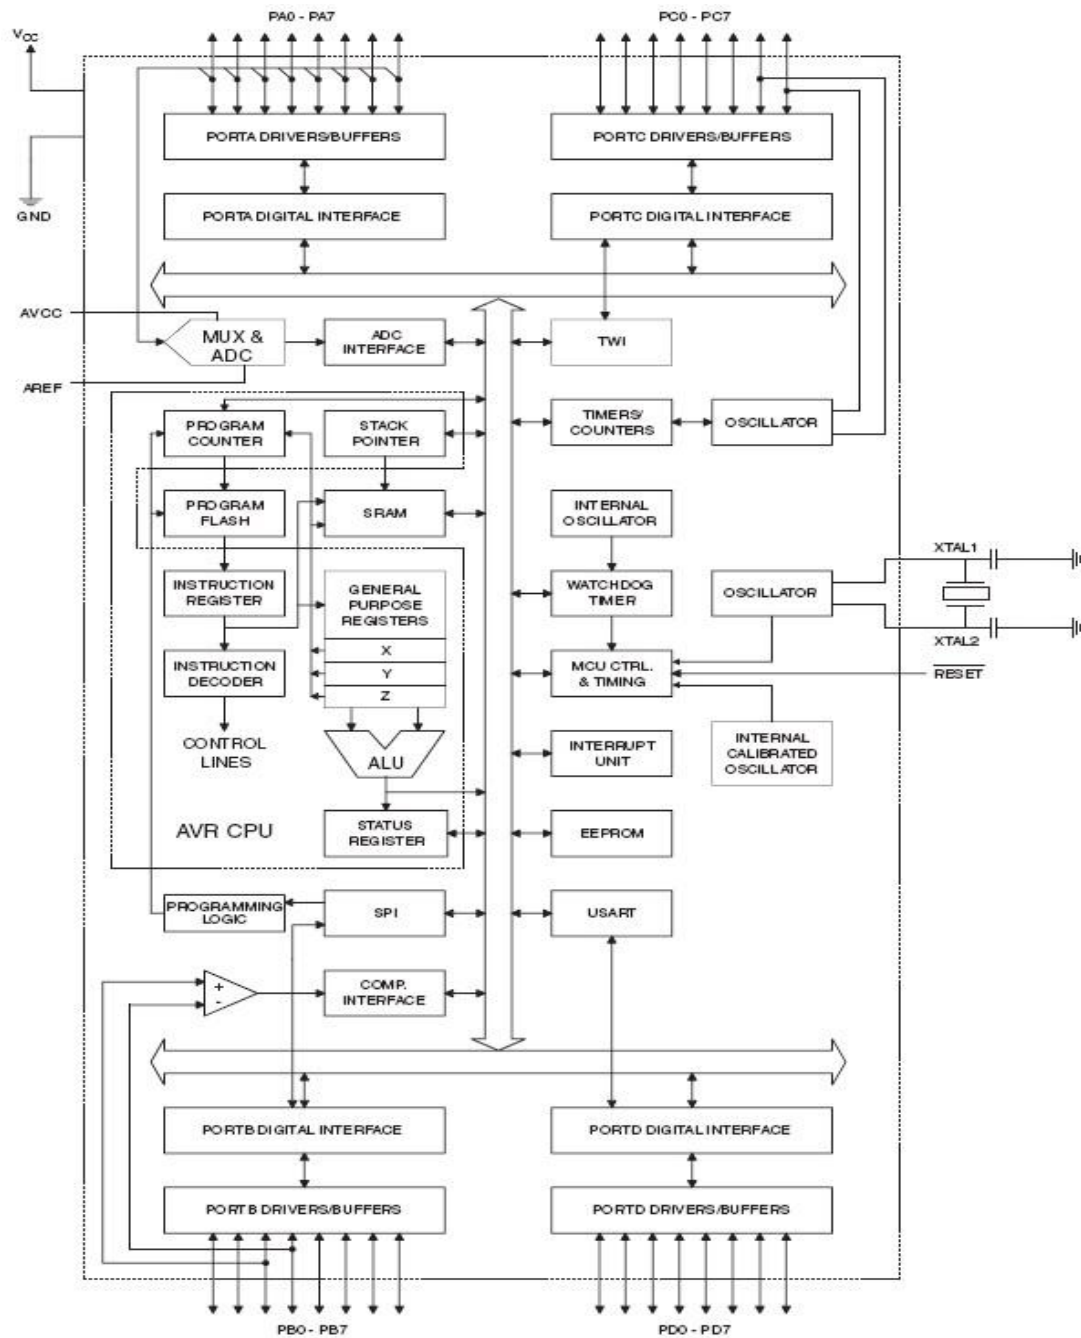 PA0 - PA7
PC0 - PC7
VCC
PORTA DRIVERS/BUFFERS
PORTC DRIVERS/BUFFERS
GND
PORTA DIGITAL INTERFACE
PORTC DIGITAL INTERFACE
AVCC
MUX &
ADC
ADC
INTERFACE
TWI
AREF
PROGRAM
COUNTER
STACK
POINTER
TIMERS/
COUNTERS
OSCILLATOR
PROGRAM
FLASH
SRAM
INTERNAL
OSCILLATOR
XTAL1
INSTRUCTION
REGISTER
GENERAL
PURPOSE
REGISTERS
WATCHDOG
TIMER
OSCILLATOR
XTAL2
X
Y
Z
INSTRUCTION
DECODER
MCU CTRL.
& TIMING
RESET
CONTROL
LINES
ALU
INTERRUPT
UNIT
INTERNAL
CALIBRATED
OSCILLATOR
AVR CPU
STATUS
REGISTER
EEPROM
PROGRAMMING
LOGIC
SPI
USART
+
-
COMP.
INTERFACE
PORTB DIGITAL INTERFACE
PORTD DIGITAL INTERFACE
PORTB DRIVERS/BUFFERS
PORTD DRIVERS/BUFFERS
PB0 - PB7
PD0 - PD7